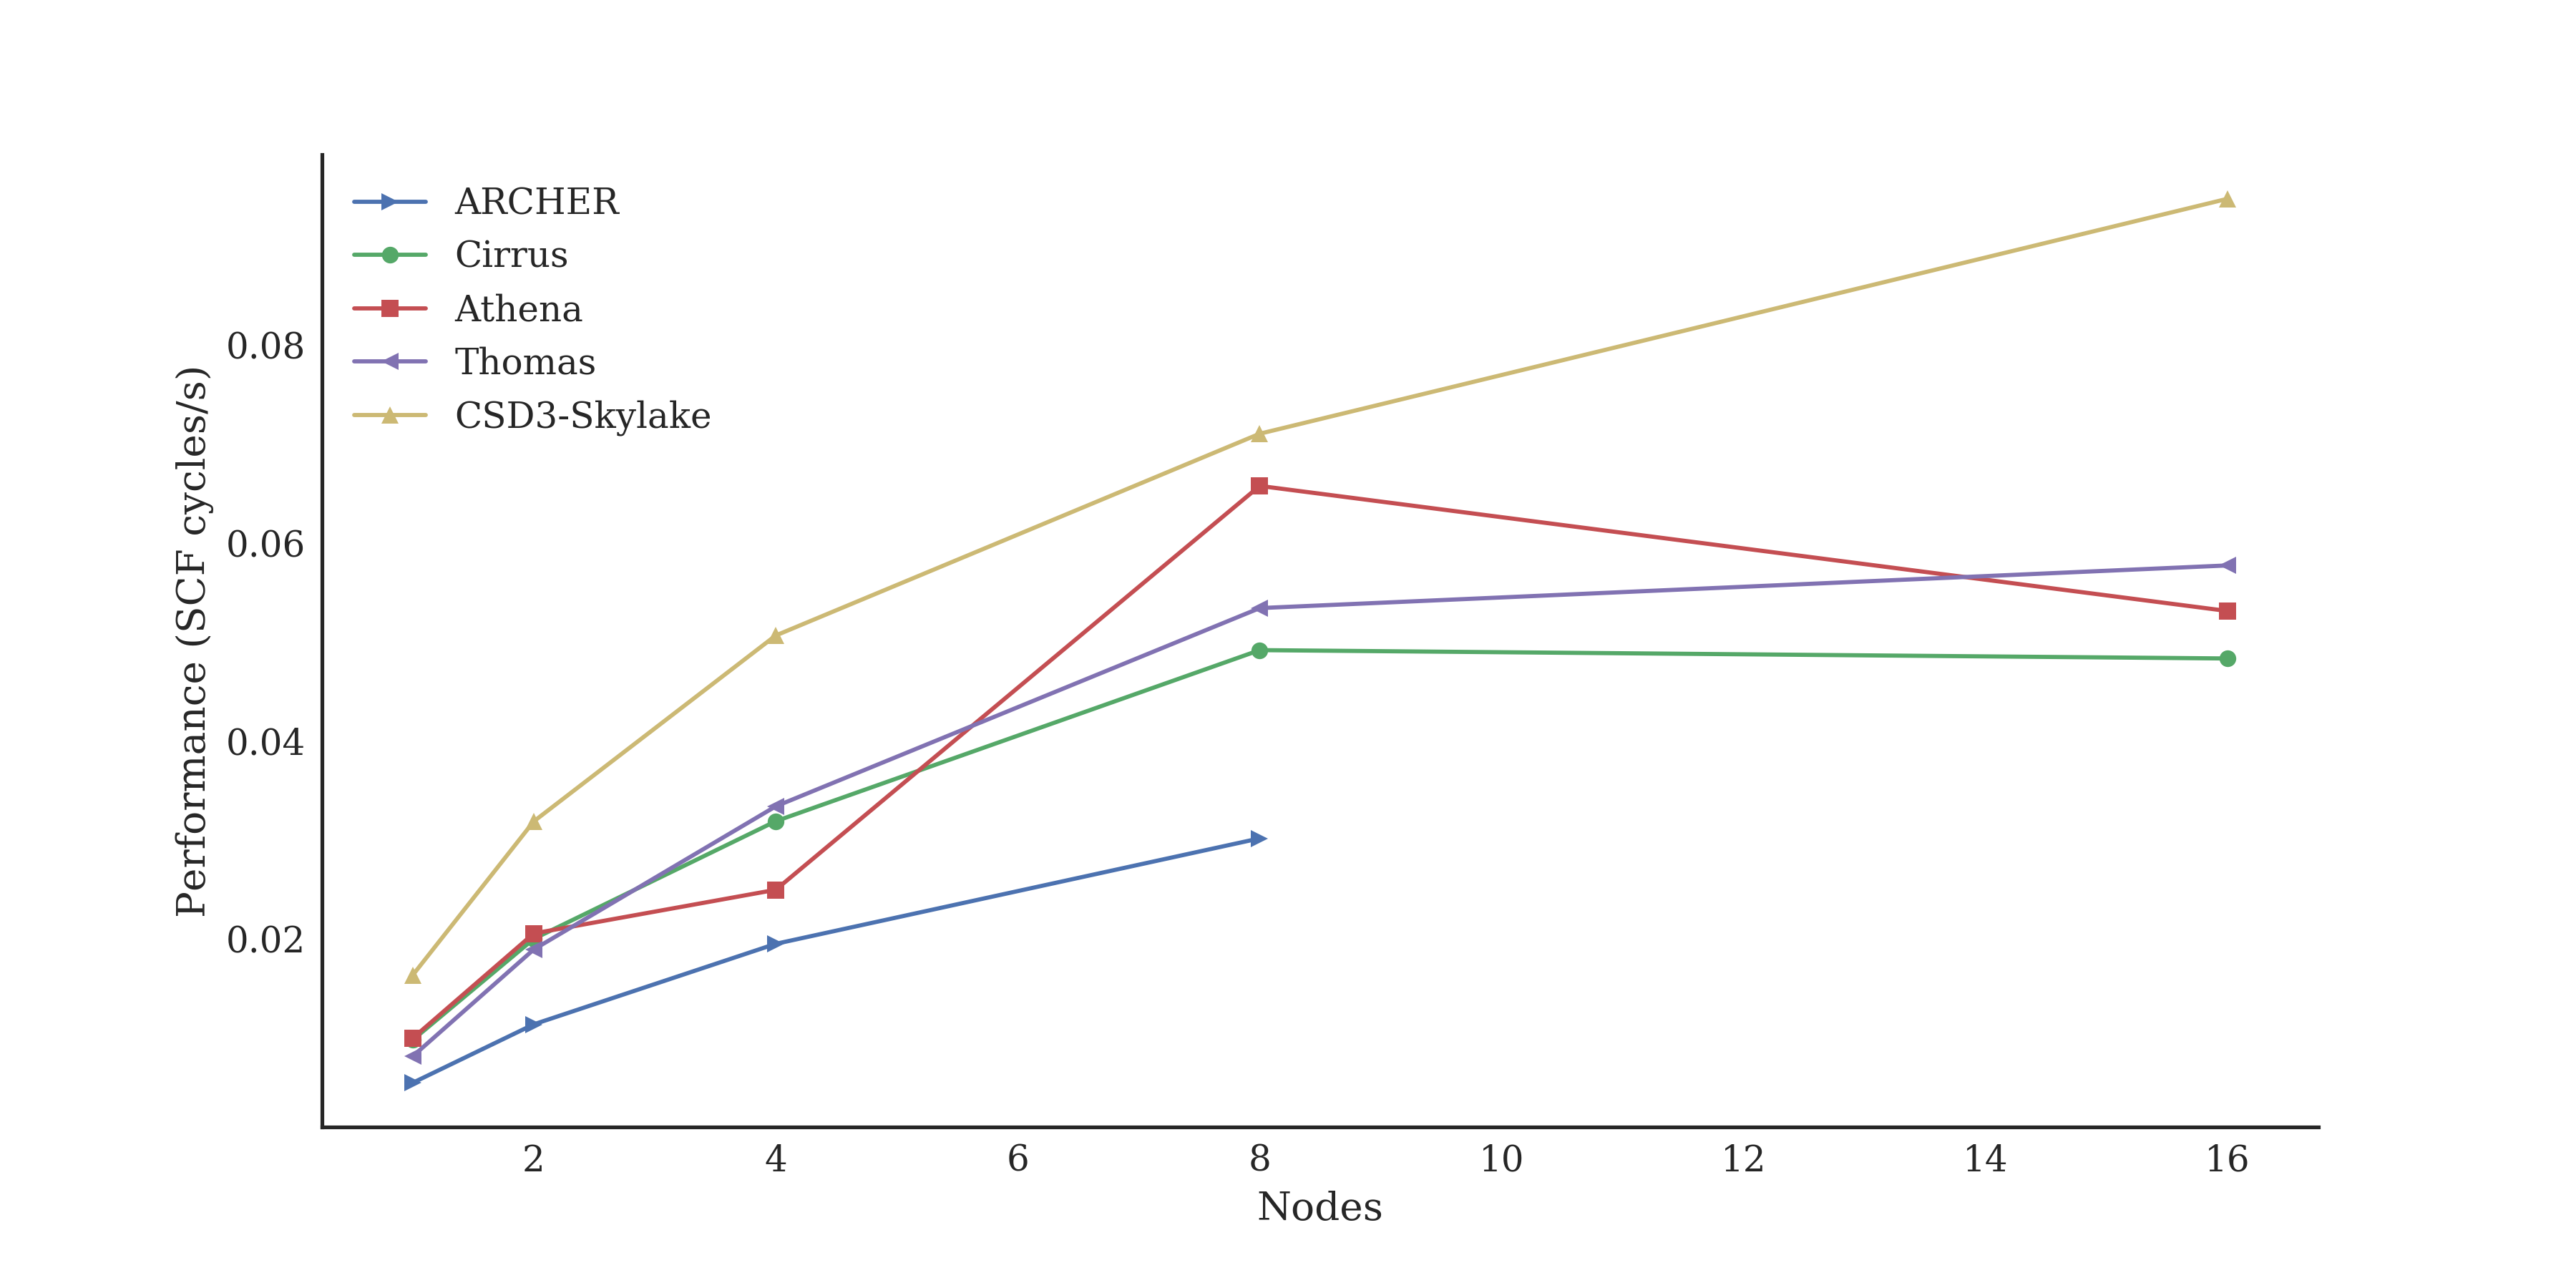 ARCHER
Cirrus
Athena
Thomas
CSD3-Skylake
Performance (SCF cycles/s)
0.08
0.06
0.04
0.02
2 4 6 8 10 12 14 16
Nodes